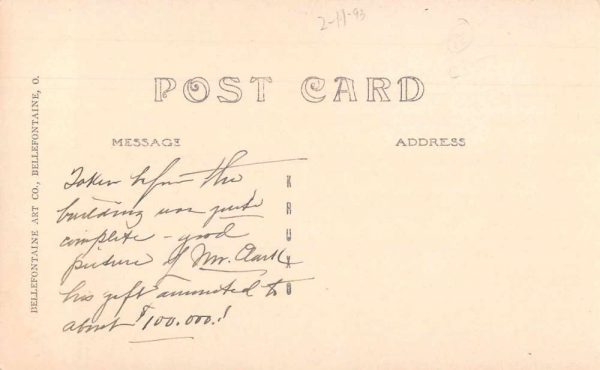 2-11-93
POST CARD
MESSAGE
ADDRESS
BELLEFONTAINE ART CO., BELLEFONTAINE, O.
KRUXO
Taken before the
building was quite
complete - good
picture of Mr. Clark
his gift amounted to
about $100.000.!